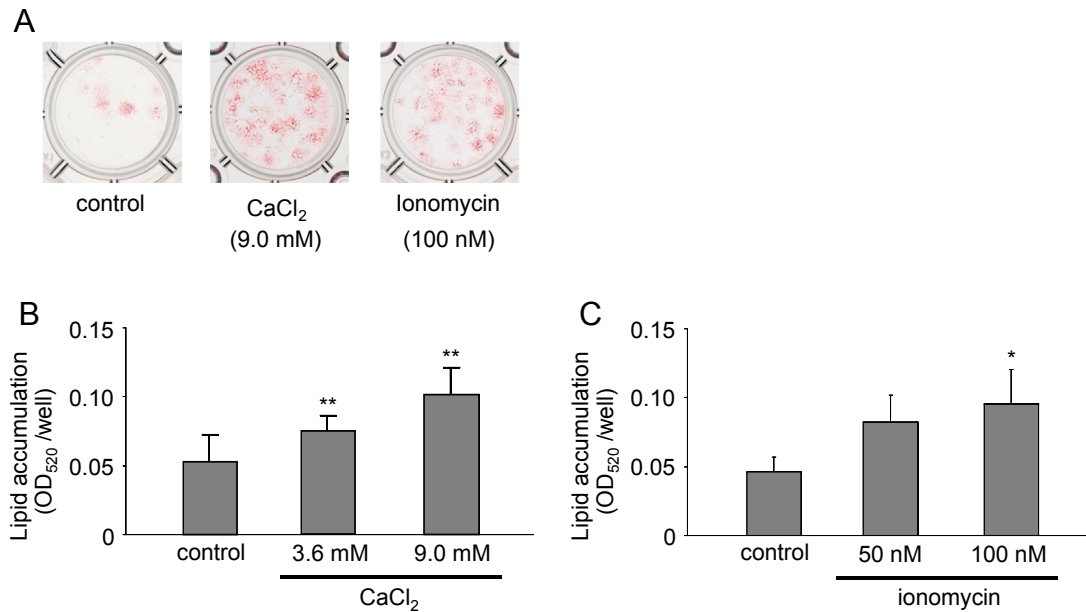 A
control
CaCl₂
(9.0 mM)
Ionomycin
(100 nM)
B
Lipid accumulation
(OD₅₂₀ /well)
0.15
0.10
0.05
0
**
**
control
3.6 mM
9.0 mM
CaCl₂
C
Lipid accumulation
(OD₅₂₀ /well)
0.15
0.10
0.05
0
*
control
50 nM
100 nM
ionomycin